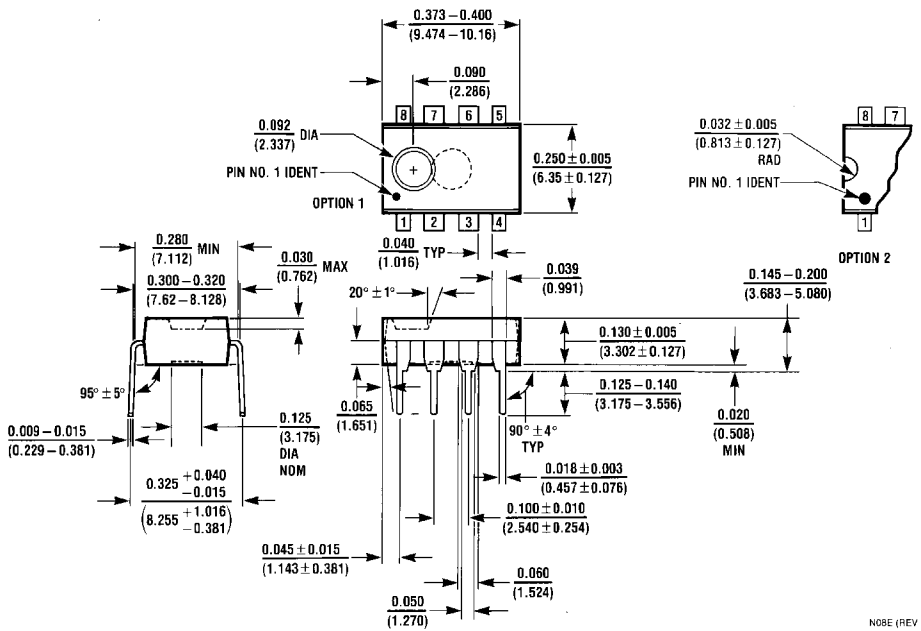 0.373 – 0.400
(9.474 – 10.16)
0.090
(2.286)
8 7 6 5
0.092 DIA
(2.337)
PIN NO. 1 IDENT
OPTION 1
1 2 3 4
0.250 ± 0.005
(6.35 ± 0.127)
8 7
0.032 ± 0.005
(0.813 ± 0.127)
RAD
PIN NO. 1 IDENT
1
OPTION 2
0.280 MIN
(7.112)
0.030 MAX
(0.762)
0.300 – 0.320
(7.62 – 8.128)
0.040 TYP
(1.016)
0.039
(0.991)
0.145 – 0.200
(3.683 – 5.080)
20° ± 1°
0.130 ± 0.005
(3.302 ± 0.127)
95° ± 5°
0.065
(1.651)
0.125 – 0.140
(3.175 – 3.556)
0.020
(0.508)
MIN
90° ± 4°
TYP
0.009 – 0.015
(0.229 – 0.381)
0.125
(3.175)
DIA
NOM
0.018 ± 0.003
(0.457 ± 0.076)
0.325 +0.040
−0.015
(8.255 +1.016
−0.381)
0.100 ± 0.010
(2.540 ± 0.254)
0.045 ± 0.015
(1.143 ± 0.381)
0.060
(1.524)
0.050
(1.270)
N08E (REV